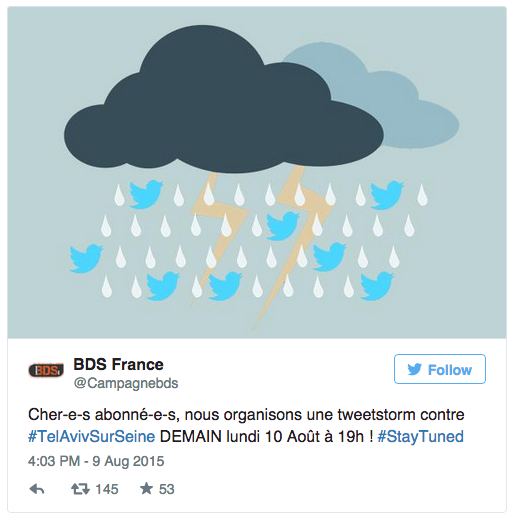 BDS France
BDS
@Campagnebds
Follow
Cher-e-s abonné-e-s, nous organisons une tweetstorm contre
#TelAvivSurSeine DEMAIN lundi 10 Août à 19h ! #StayTuned
4:03 PM - 9 Aug 2015
145 53